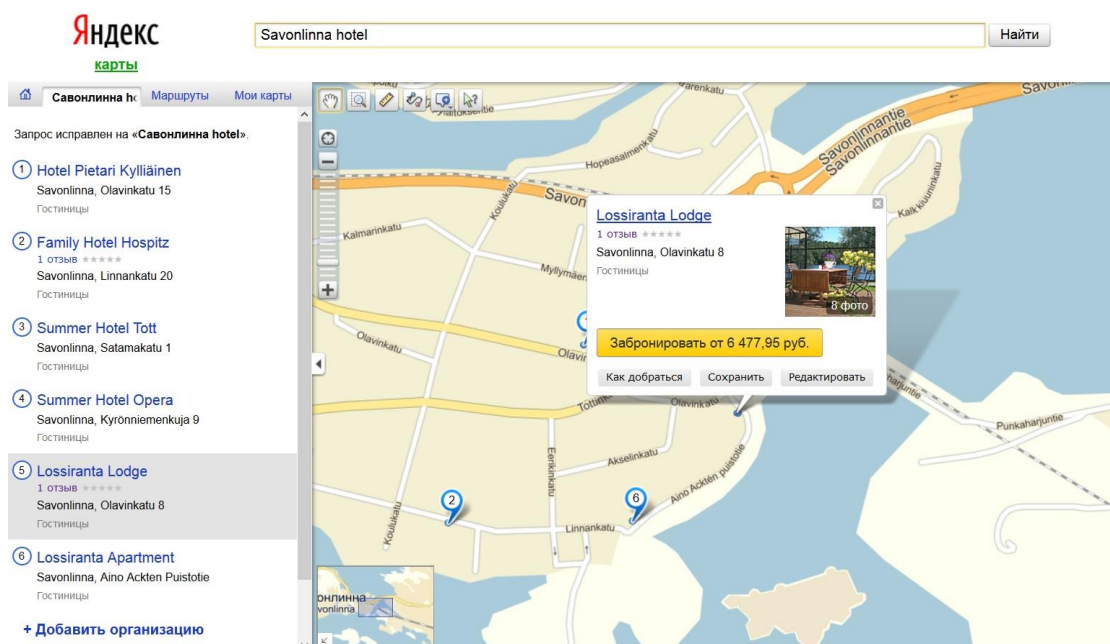 Яндекс
карты
Savonlinna hotel
Найти
Савонлинна hс
Маршруты
Мои карты
Запрос исправлен на «Савонлинна hotel».
1 Hotel Pietari Kylliäinen
Savonlinna, Olavinkatu 15
Гостиницы
2 Family Hotel Hospitz
1 отзыв
Savonlinna, Linnankatu 20
Гостиницы
3 Summer Hotel Tott
Savonlinna, Satamakatu 1
Гостиницы
4 Summer Hotel Opera
Savonlinna, Kyrönniemenkuja 9
Гостиницы
5 Lossiranta Lodge
1 отзыв
Savonlinna, Olavinkatu 8
Гостиницы
6 Lossiranta Apartment
Savonlinna, Aino Ackten Puistotie
Гостиницы
+ Добавить организацию
Savonlinnantie
Savonlinnantie
Hopeasalmenkatu
Koulukatu
Savon
Kalmarinkatu
Myllymäen
Olavinkatu
Olavin
Lossiranta Lodge
1 отзыв
Savonlinna, Olavinkatu 8
Гостиницы
8 фото
Забронировать от 6 477,95 руб.
Как добраться
Сохранить
Редактировать
Olavinkatu
Punkaharjuntie
Akselinkatu
Eerikinkatu
Aino Ackten puistotie
2
6
Koulukatu
Linnankatu
онлинна
vonlinna